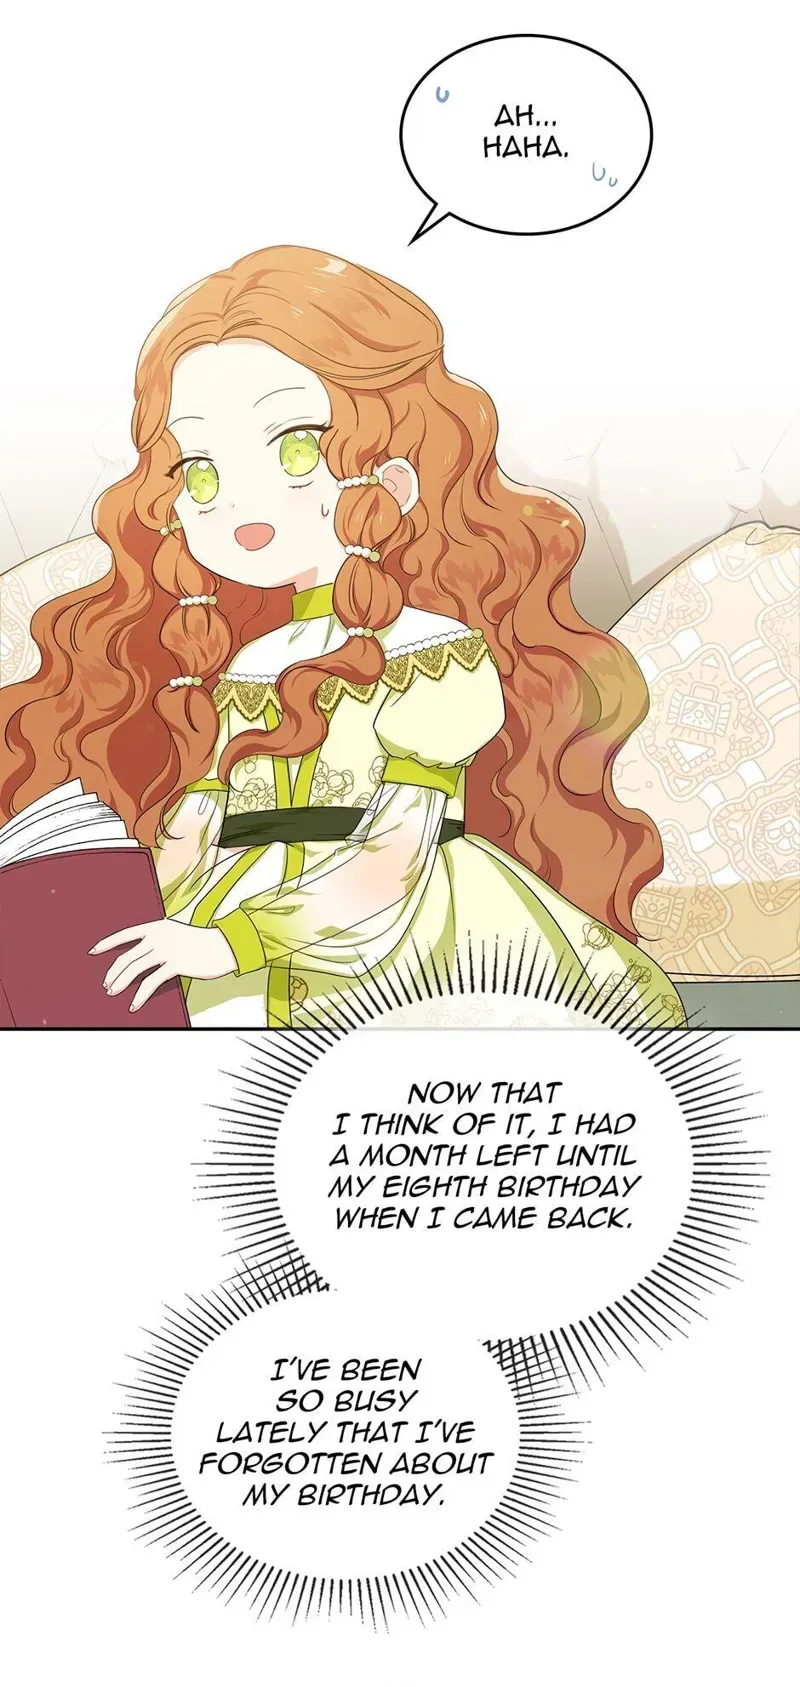 AH...
HAHA.
NOW THAT
I THINK OF IT, I HAD
A MONTH LEFT UNTIL
MY EIGHTH BIRTHDAY
WHEN I CAME BACK.
I'VE BEEN
SO BUSY
LATELY THAT I'VE
FORGOTTEN ABOUT
MY BIRTHDAY.